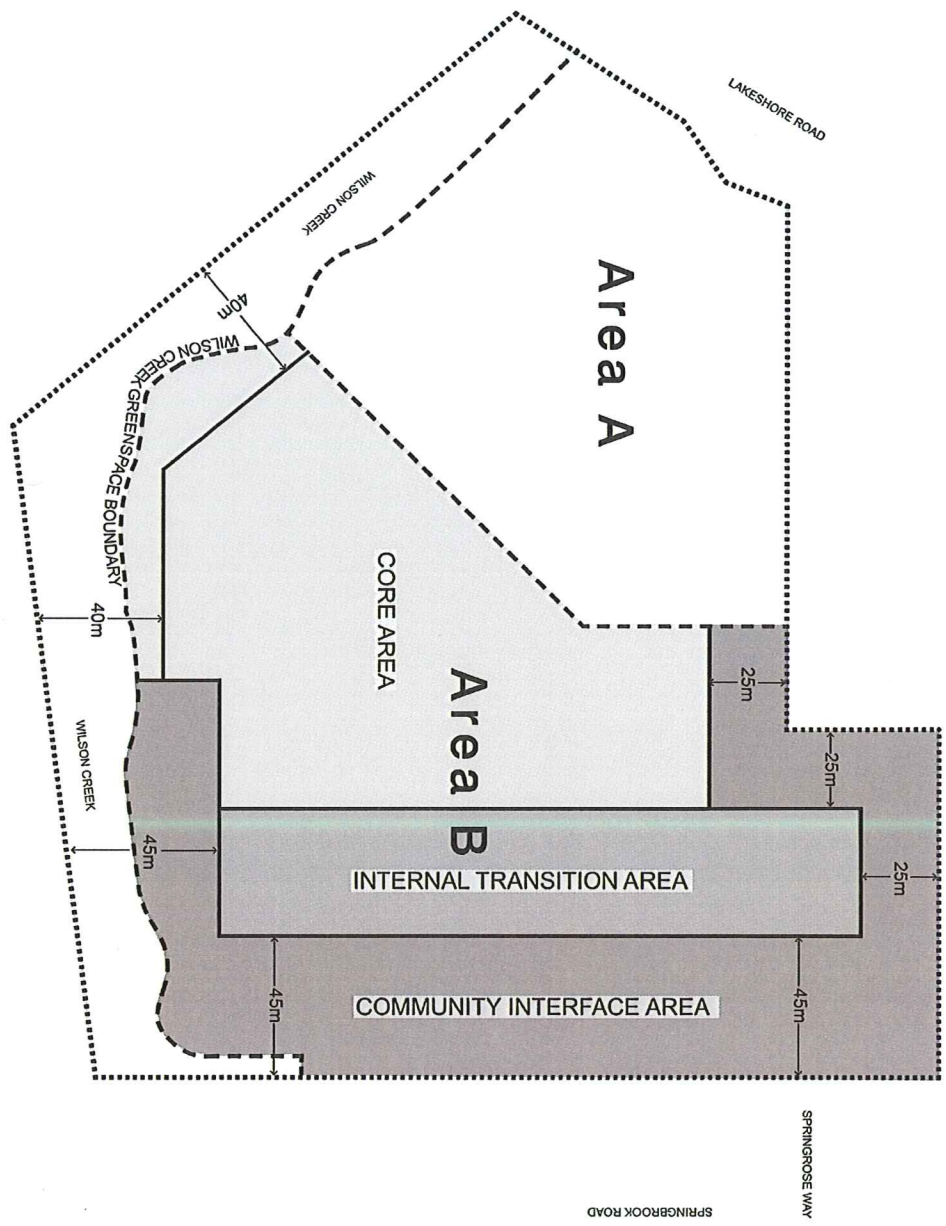 LAKESHORE ROAD
WILSON CREEK
Area A
40m
WILSON CREEK GREENSPACE BOUNDARY
CORE AREA
40m
Area B
25m
25m
WILSON CREEK
45m
INTERNAL TRANSITION AREA
25m
45m
COMMUNITY INTERFACE AREA
45m
SPRINGROSE WAY
SPRINGBROOK ROAD